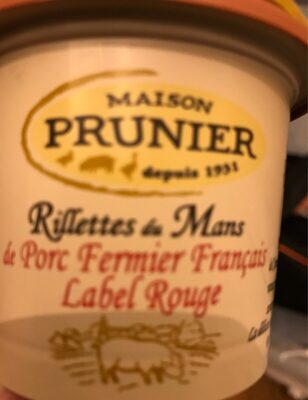 MAISON
PRUNIER
depuis 1931
Rillettes du Mans
de Porc Fermier Français
Label Rouge